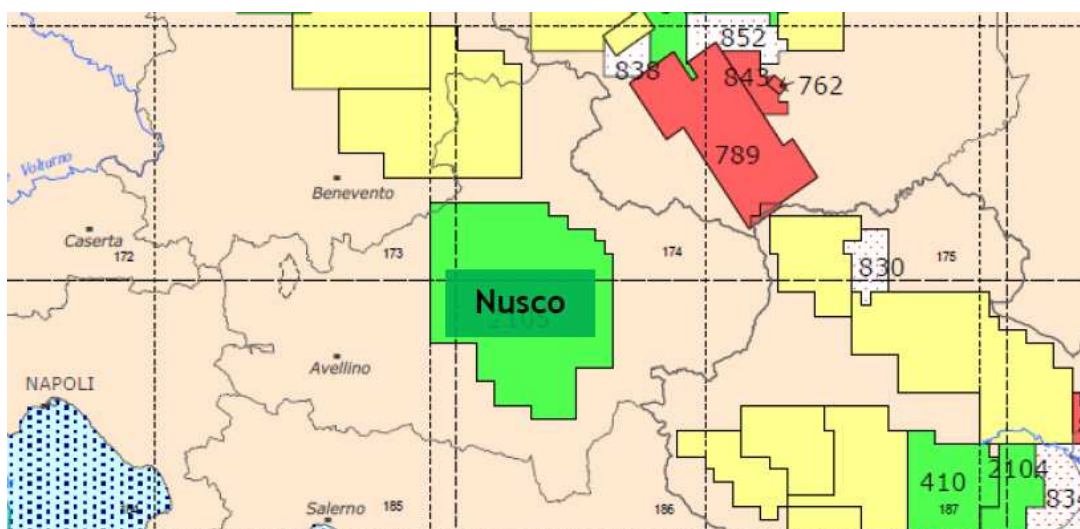 852
838
843
762
789
Volturno
Benevento
Caserta
172
173
174
175
830
Nusco
Avellino
NAPOLI
410
2104
185
186
187
Salerno